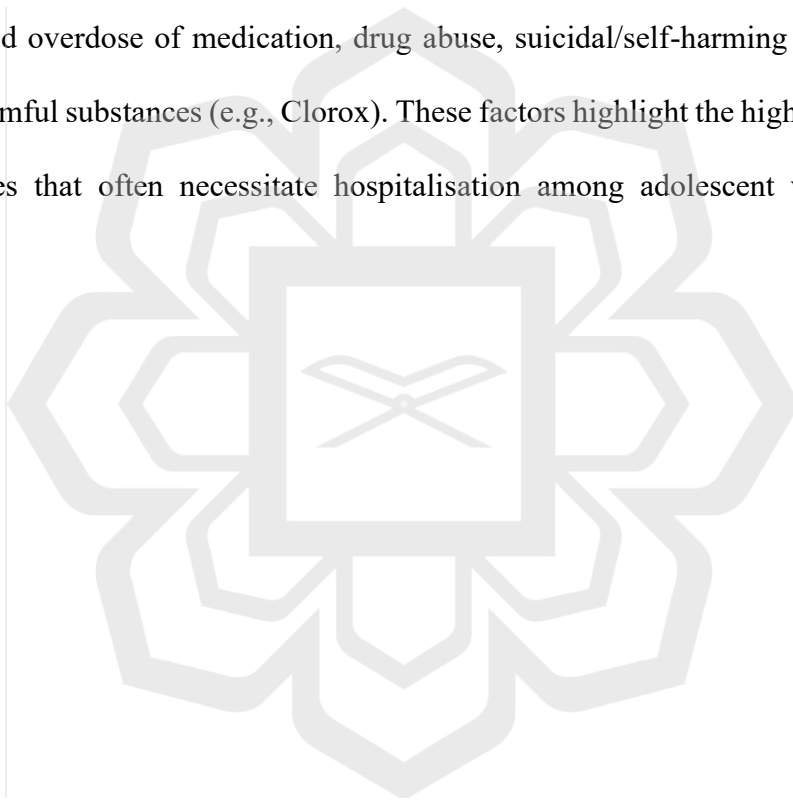 d overdose of medication, drug abuse, suicidal/self-harming
mful substances (e.g., Clorox). These factors highlight the high
es that often necessitate hospitalisation among adolescent